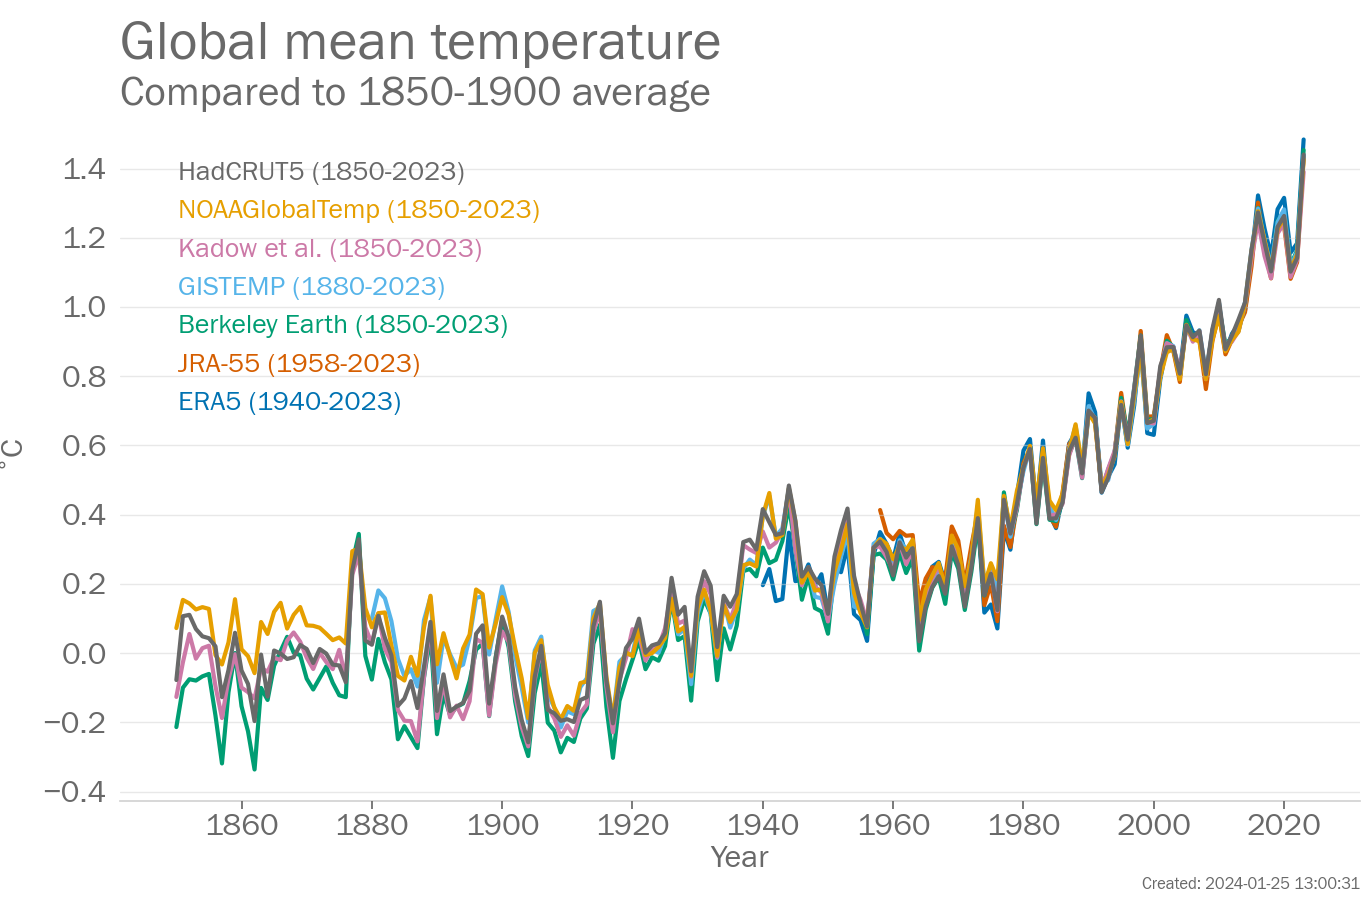 Global mean temperature
Compared to 1850-1900 average
HadCRUT5 (1850-2023)
NOAAGlobalTemp (1850-2023)
Kadow et al. (1850-2023)
GISTEMP (1880-2023)
Berkeley Earth (1850-2023)
JRA-55 (1958-2023)
ERA5 (1940-2023)
1.4
1.2
1.0
0.8
0.6
0.4
0.2
0.0
−0.2
−0.4
°C
1860 1880 1900 1920 1940 1960 1980 2000 2020
Year
Created: 2024-01-25 13:00:31